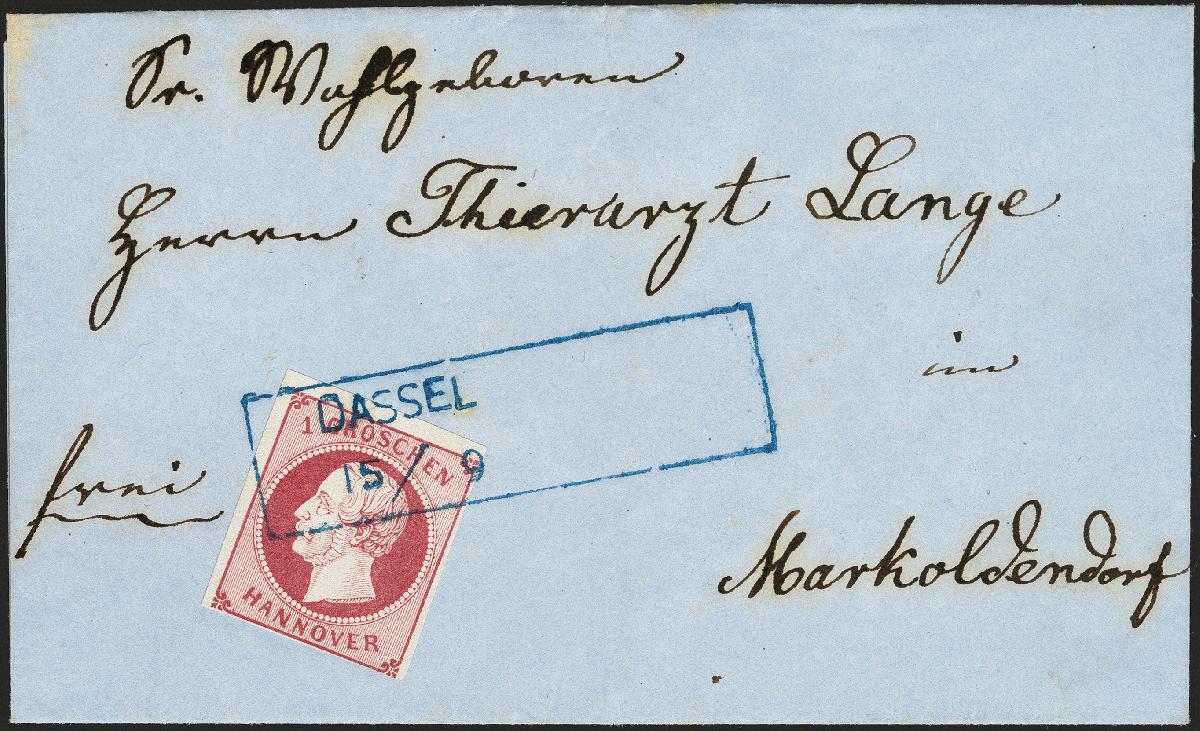 Sr. Wohlgeboren
Herrn Thierarzt Lange
in
frei
Markoldendorf
DASSEL
15 / 9
1 GROSCHEN
HANNOVER